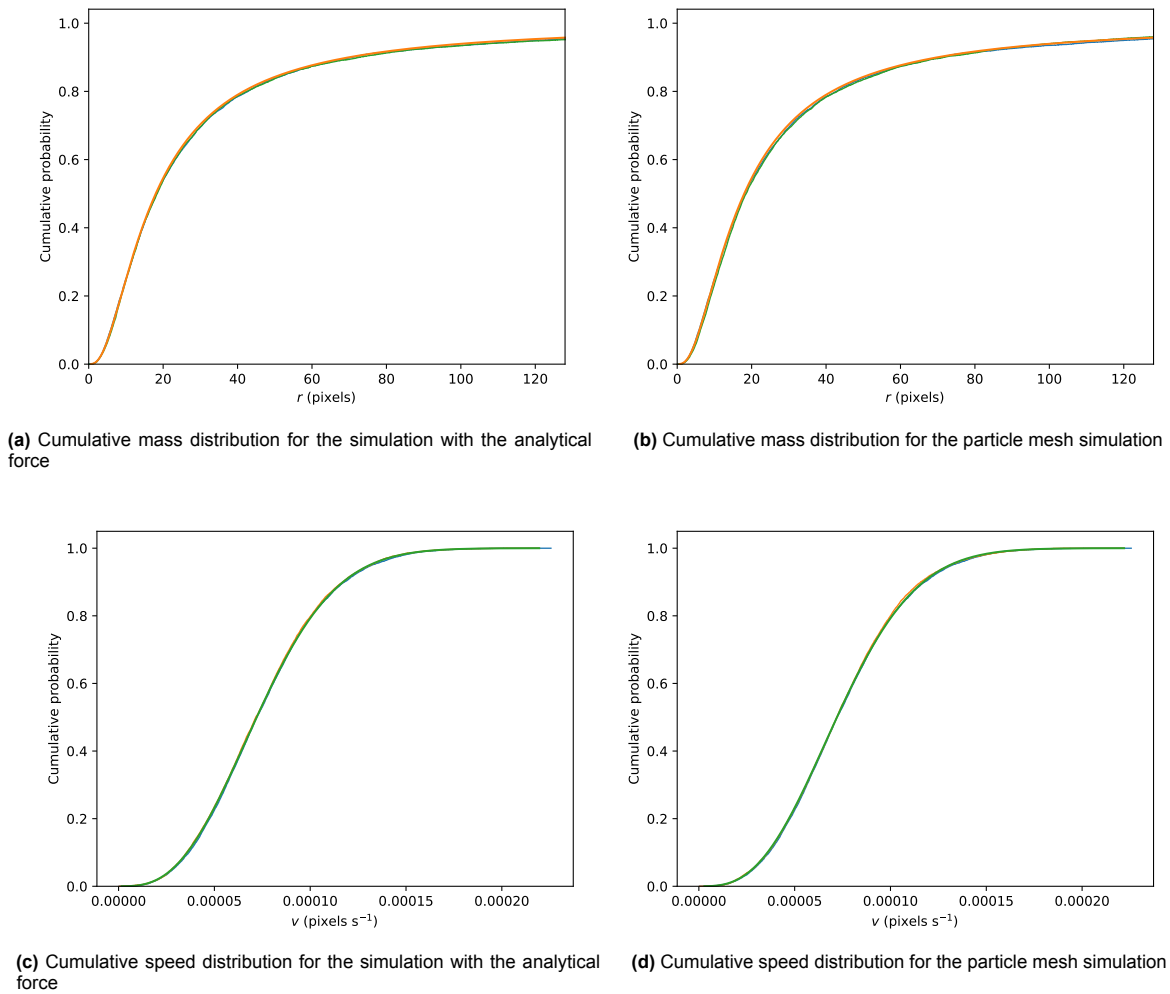 1.0
0.8
0.6
0.4
0.2
0.0
Cumulative probability
0 20 40 60 80 100 120
r (pixels)
(a) Cumulative mass distribution for the simulation with the analytical
force
1.0
0.8
0.6
0.4
0.2
0.0
Cumulative probability
0 20 40 60 80 100 120
r (pixels)
(b) Cumulative mass distribution for the particle mesh simulation
1.0
0.8
0.6
0.4
0.2
0.0
Cumulative probability
0.00000 0.00005 0.00010 0.00015 0.00020
v (pixels s⁻¹)
(c) Cumulative speed distribution for the simulation with the analytical
force
1.0
0.8
0.6
0.4
0.2
0.0
Cumulative probability
0.00000 0.00005 0.00010 0.00015 0.00020
v (pixels s⁻¹)
(d) Cumulative speed distribution for the particle mesh simulation